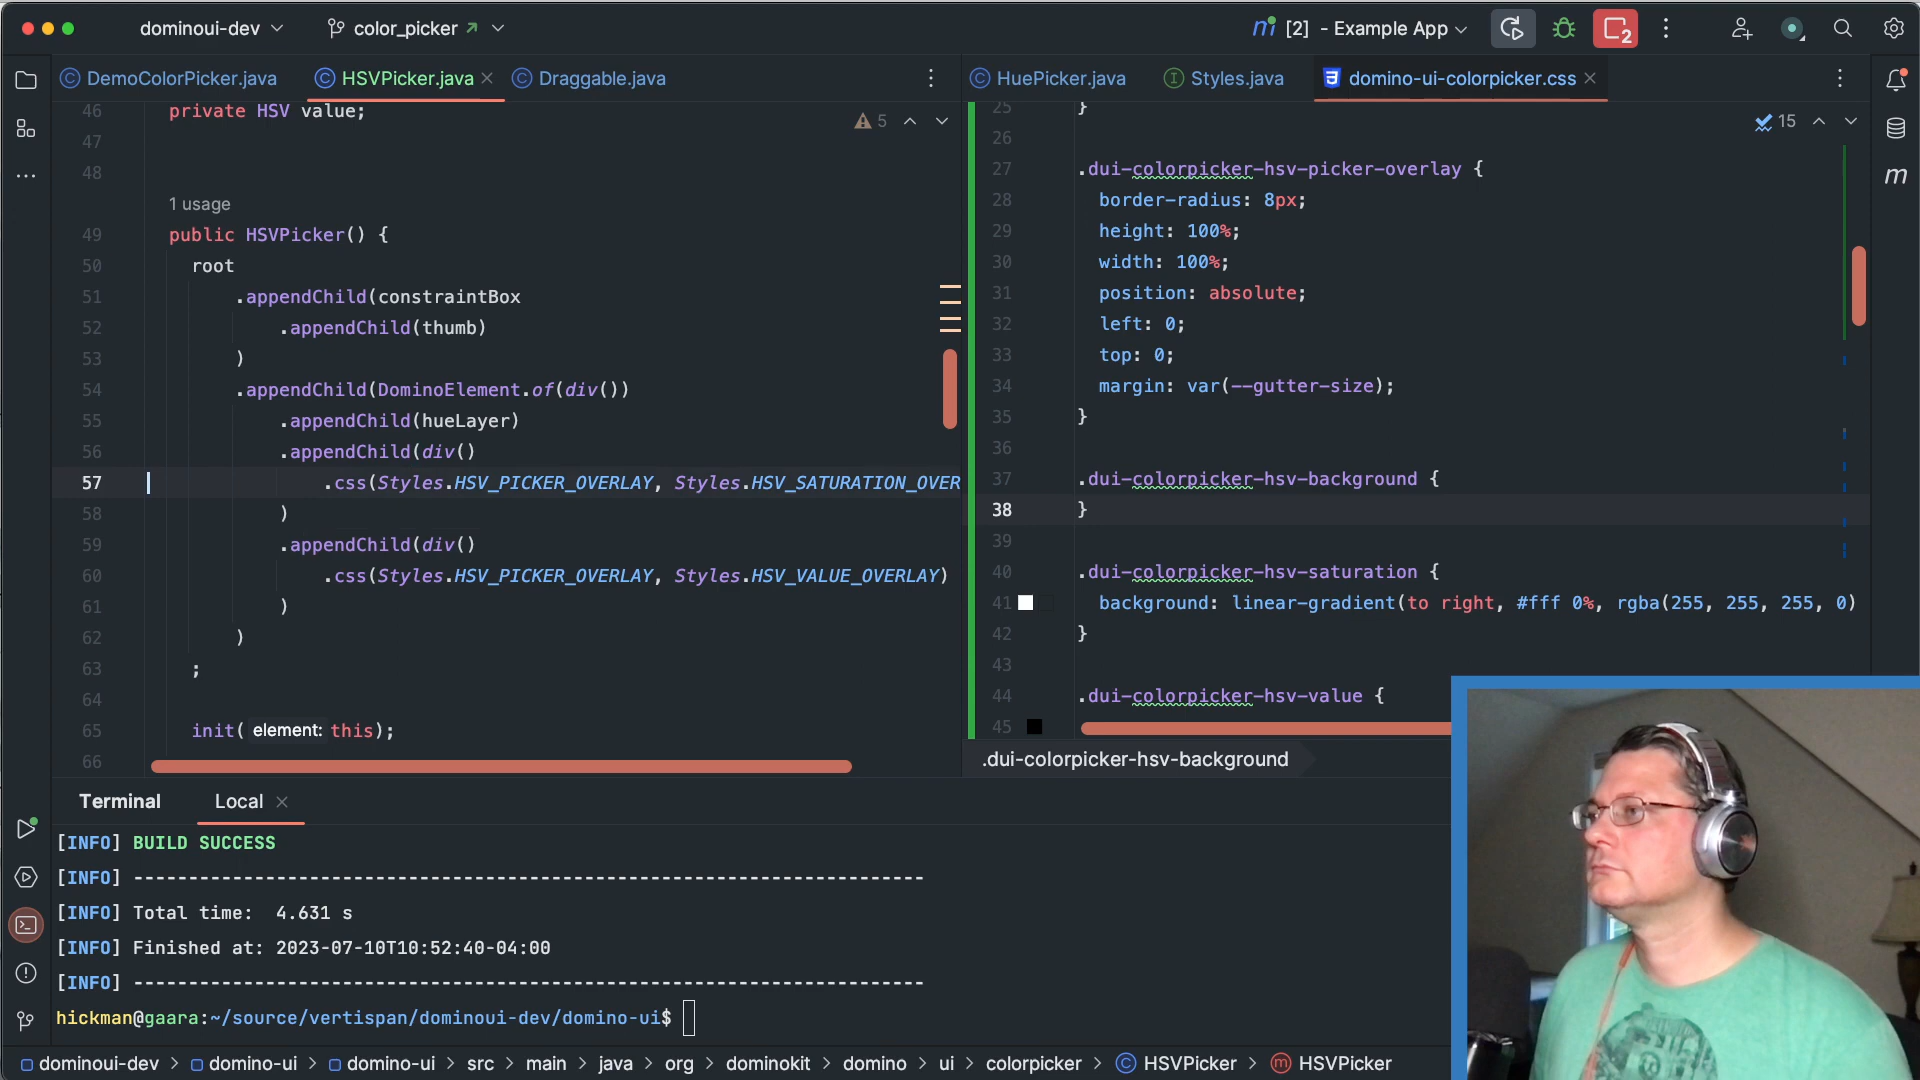 dominoui-dev
color_picker
[2] - Example App
2
DemoColorPicker.java
HSVPicker.java
Draggable.java
HuePicker.java
Styles.java
domino-ui-colorpicker.css
5
46 private HSV value;
47
48
1 usage
49 public HSVPicker() {
50 root
51 .appendChild(constraintBox
52 .appendChild(thumb)
53 )
54 .appendChild(DominoElement.of(div())
55 .appendChild(hueLayer)
56 .appendChild(div()
57 .css(Styles.HSV_PICKER_OVERLAY, Styles.HSV_SATURATION_OVER
58 )
59 .appendChild(div()
60 .css(Styles.HSV_PICKER_OVERLAY, Styles.HSV_VALUE_OVERLAY)
61 )
62 )
63 ;
64
65 init( element: this);
66
15
25 }
26
27 .dui-colorpicker-hsv-picker-overlay {
28 border-radius: 8px;
29 height: 100%;
30 width: 100%;
31 position: absolute;
32 left: 0;
33 top: 0;
34 margin: var(--gutter-size);
35 }
36
37 .dui-colorpicker-hsv-background {
38 }
39
40 .dui-colorpicker-hsv-saturation {
41 background: linear-gradient(to right, #fff 0%, rgba(255, 255, 255, 0)
42 }
43
44 .dui-colorpicker-hsv-value {
45
.dui-colorpicker-hsv-background
m
Terminal
Local
[INFO] BUILD SUCCESS
[INFO] ------------------------------------------------------------------------
[INFO] Total time:  4.631 s
[INFO] Finished at: 2023-07-10T10:52:40-04:00
[INFO] ------------------------------------------------------------------------
hickman@gaara:~/source/vertispan/dominoui-dev/domino-ui$
dominoui-dev > domino-ui > domino-ui > src > main > java > org > dominokit > domino > ui > colorpicker > HSVPicker > HSVPicker